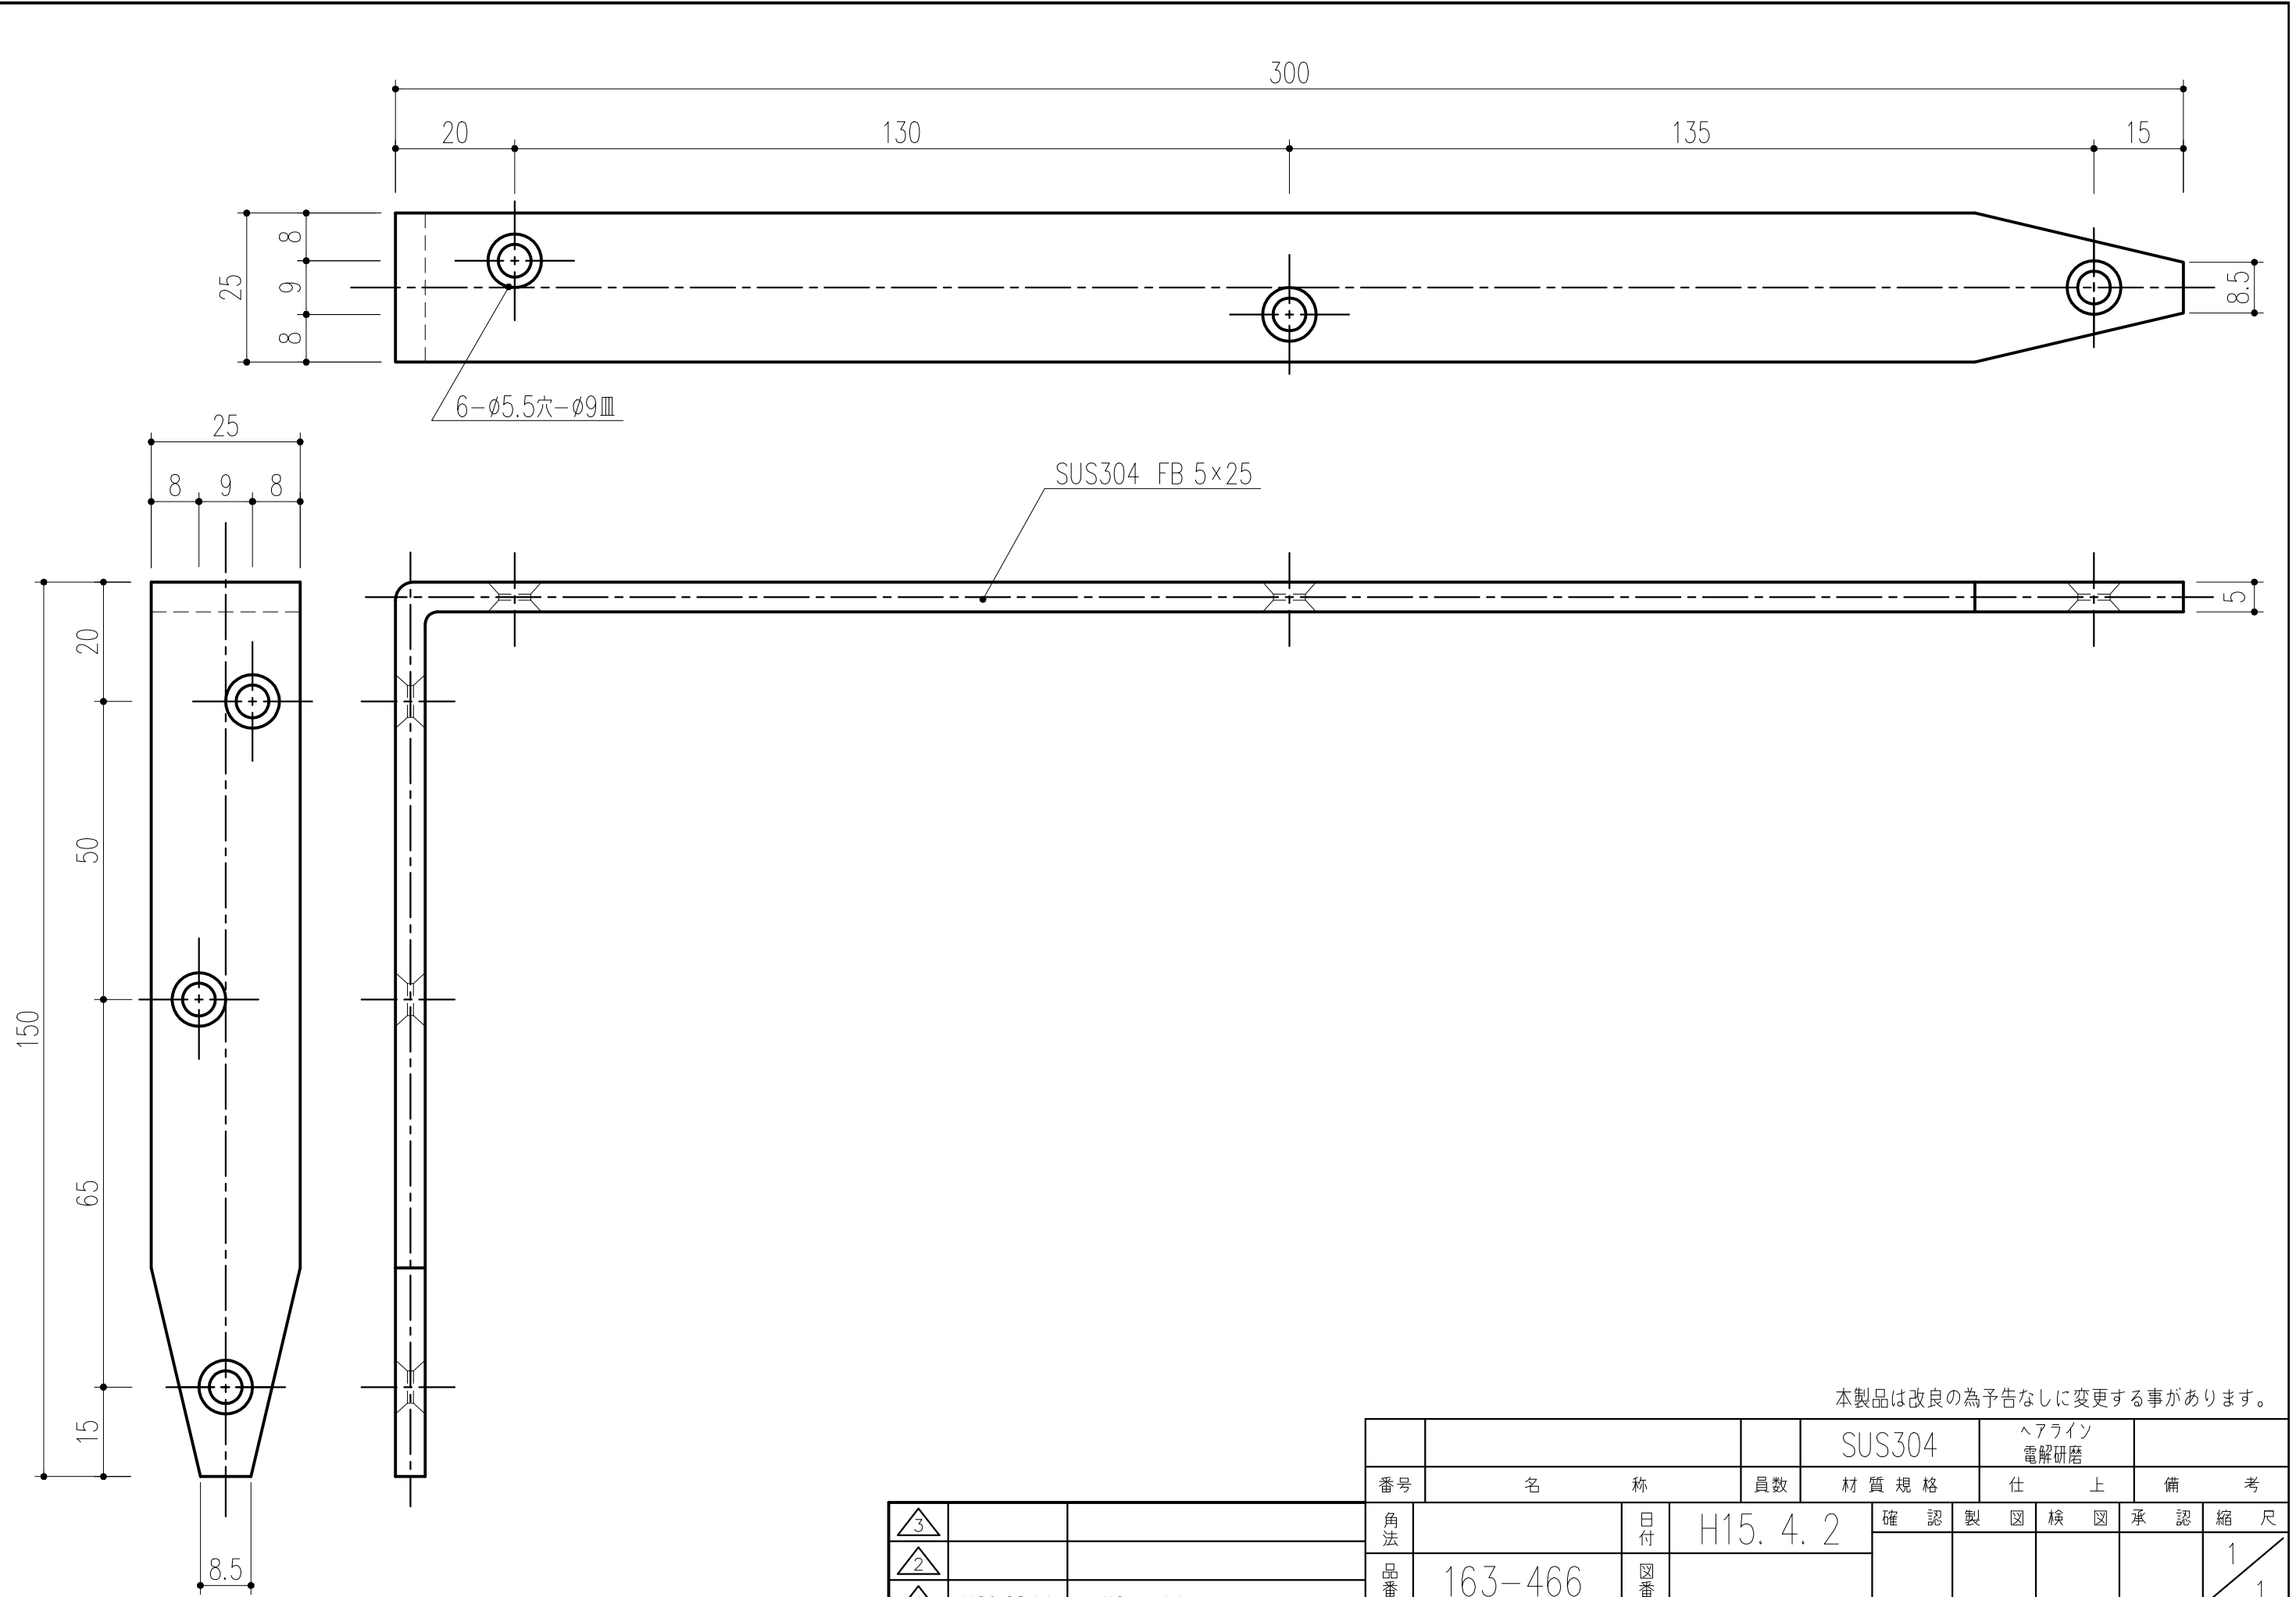 300
20 130 135 15
8
9
8
25
8.5
6-φ5.5穴-φ9皿
25
8 9 8
SUS304 FB 5×25
5
20
50
150
65
15
8.5
本製品は改良の為予告なしに変更する事があります。
SUS304 ヘアライン
電解研磨
番号 名称 員数 材質規格 仕上 備考
3 角法 日付 H15.4.2 確認 製図 検図 承認 縮尺
2 品番 163-466 図番 1/1